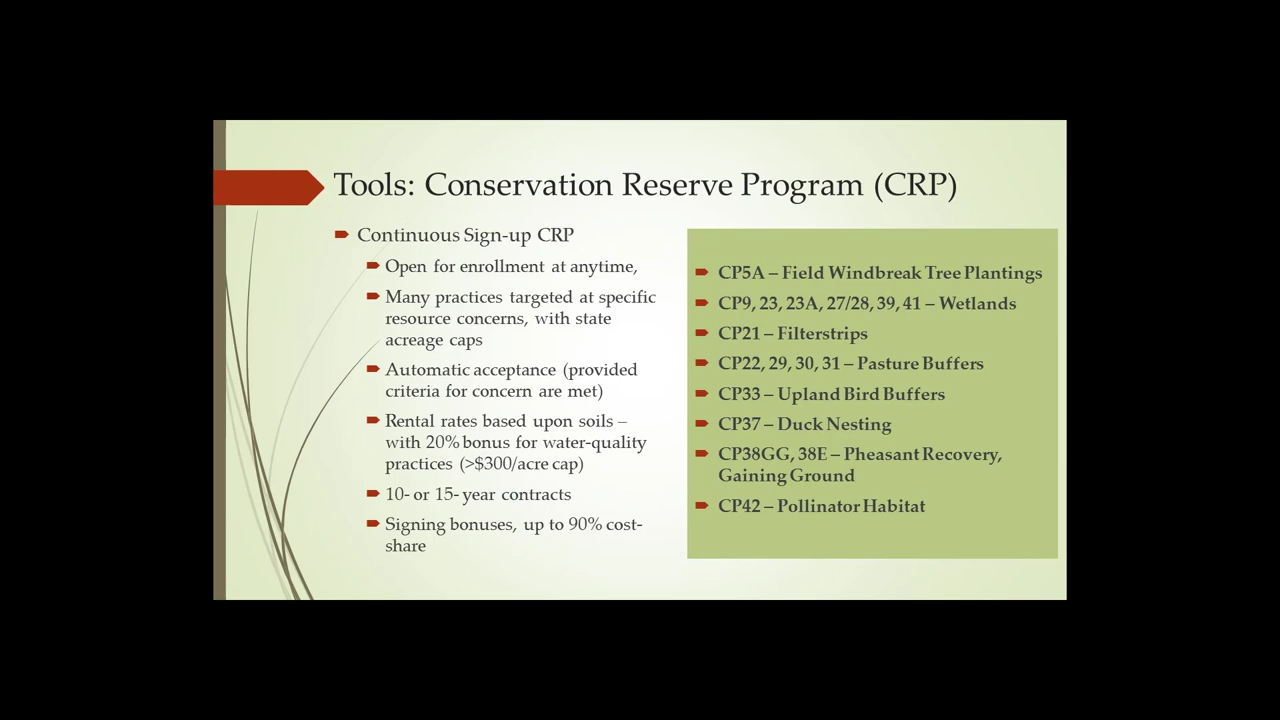 Tools: Conservation Reserve Program (CRP)
Continuous Sign-up CRP
Open for enrollment at anytime,
Many practices targeted at specific
resource concerns, with state
acreage caps
Automatic acceptance (provided
criteria for concern are met)
Rental rates based upon soils –
with 20% bonus for water-quality
practices (>$300/acre cap)
10- or 15- year contracts
Signing bonuses, up to 90% cost-
share
CP5A – Field Windbreak Tree Plantings
CP9, 23, 23A, 27/28, 39, 41 – Wetlands
CP21 – Filterstrips
CP22, 29, 30, 31 – Pasture Buffers
CP33 – Upland Bird Buffers
CP37 – Duck Nesting
CP38GG, 38E – Pheasant Recovery,
Gaining Ground
CP42 – Pollinator Habitat